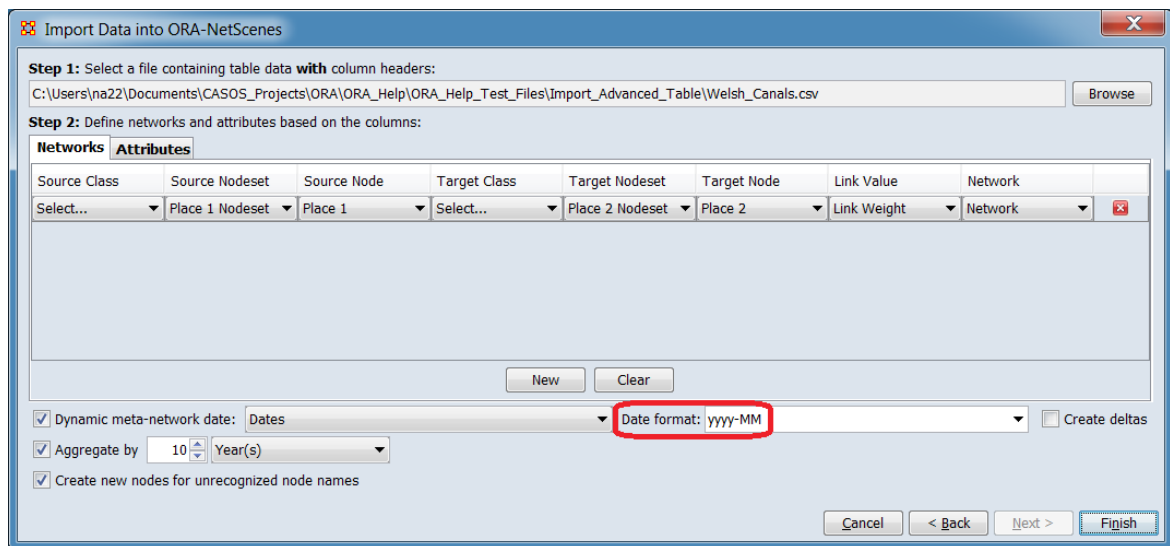 Import Data into ORA-NetScenes
Step 1: Select a file containing table data with column headers:
C:\Users\na22\Documents\CASOS_Projects\ORA\ORA_Help\ORA_Help_Test_Files\Import_Advanced_Table\Welsh_Canals.csv Browse
Step 2: Define networks and attributes based on the columns:
Networks Attributes
Source Class Source Nodeset Source Node Target Class Target Nodeset Target Node Link Value Network
Select... Place 1 Nodeset Place 1 Select... Place 2 Nodeset Place 2 Link Weight Network
New Clear
Dynamic meta-network date: Dates Date format: yyyy-MM Create deltas
Aggregate by 10 Year(s)
Create new nodes for unrecognized node names
Cancel < Back Next > Finish